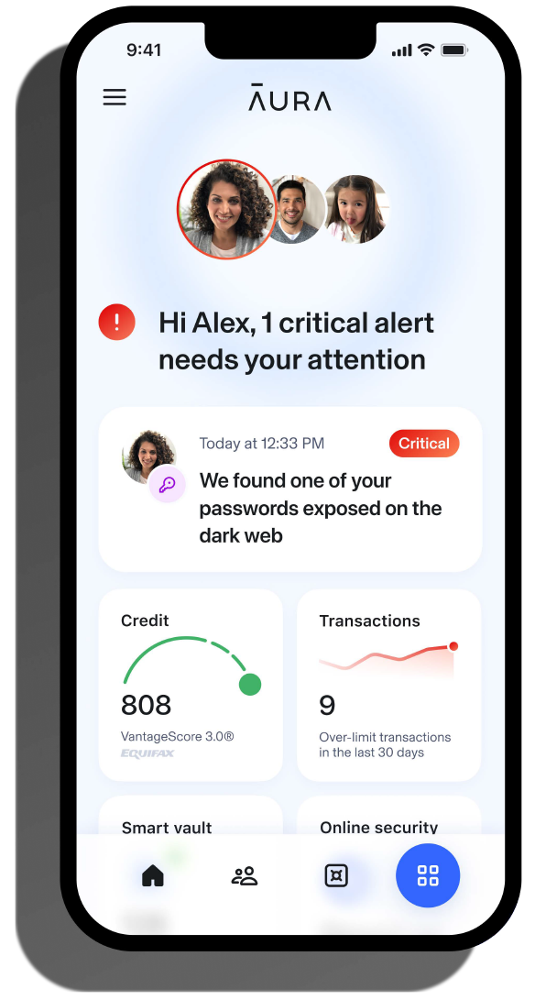 9:41
ĀURA
Hi Alex, 1 critical alert
needs your attention
Today at 12:33 PM
Critical
We found one of your
passwords exposed on the
dark web
Credit
808
VantageScore 3.0®
EQUIFAX
Transactions
9
Over-limit transactions
in the last 30 days
Smart vault
Online security